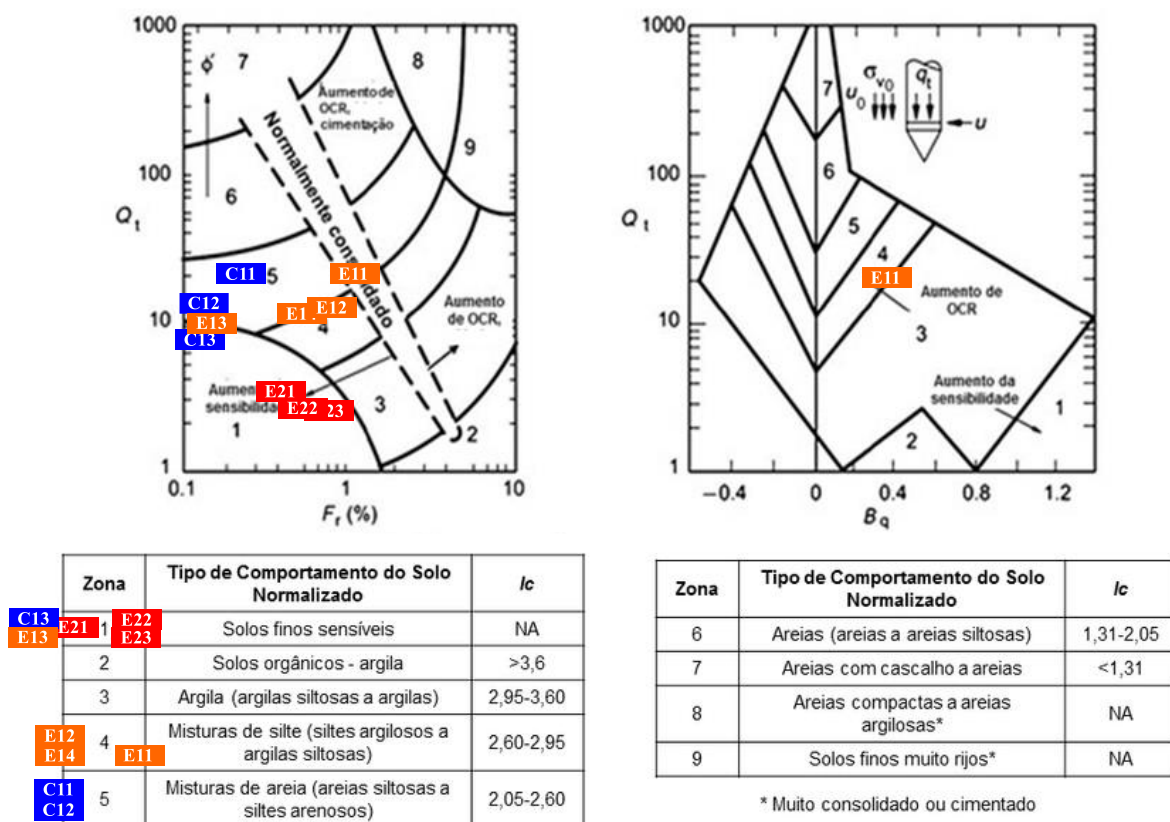 1000
100
10
1
Q t
0.1
1
10
F r (%)
ϕ'
7
8
9
6
5
4
3
2
1
Aumento de
OCR,
cimentação
Normalmente consolidado
Aumento
de OCR,
sensibilidade
C11
C12
E13
C13
E11
E12
E21
E22
1000
100
10
1
Q t
−0.4
0
0.4
0.8
1.2
B q
7
6
5
4
3
2
1
σ v0
u 0
q t
u
E11
Aumento de
OCR
Aumento da
sensibilidade
Zona
Tipo de Comportamento do Solo
Normalizado
Ic
C13
E13
E21
1
E22
E23
Solos finos sensíveis
NA
2
Solos orgânicos - argila
>3,6
3
Argila (argilas siltosas a argilas)
2,95-3,60
E12
E14
4
E11
Misturas de silte (siltes argilosos a
argilas siltosas)
2,60-2,95
C11
C12
5
Misturas de areia (areias siltosas a
siltes arenosos)
2,05-2,60
Zona
Tipo de Comportamento do Solo
Normalizado
Ic
6
Areias (areias a areias siltosas)
1,31-2,05
7
Areias com cascalho a areias
<1,31
8
Areias compactas a areias
argilosas*
NA
9
Solos finos muito rijos*
NA
* Muito consolidado ou cimentado